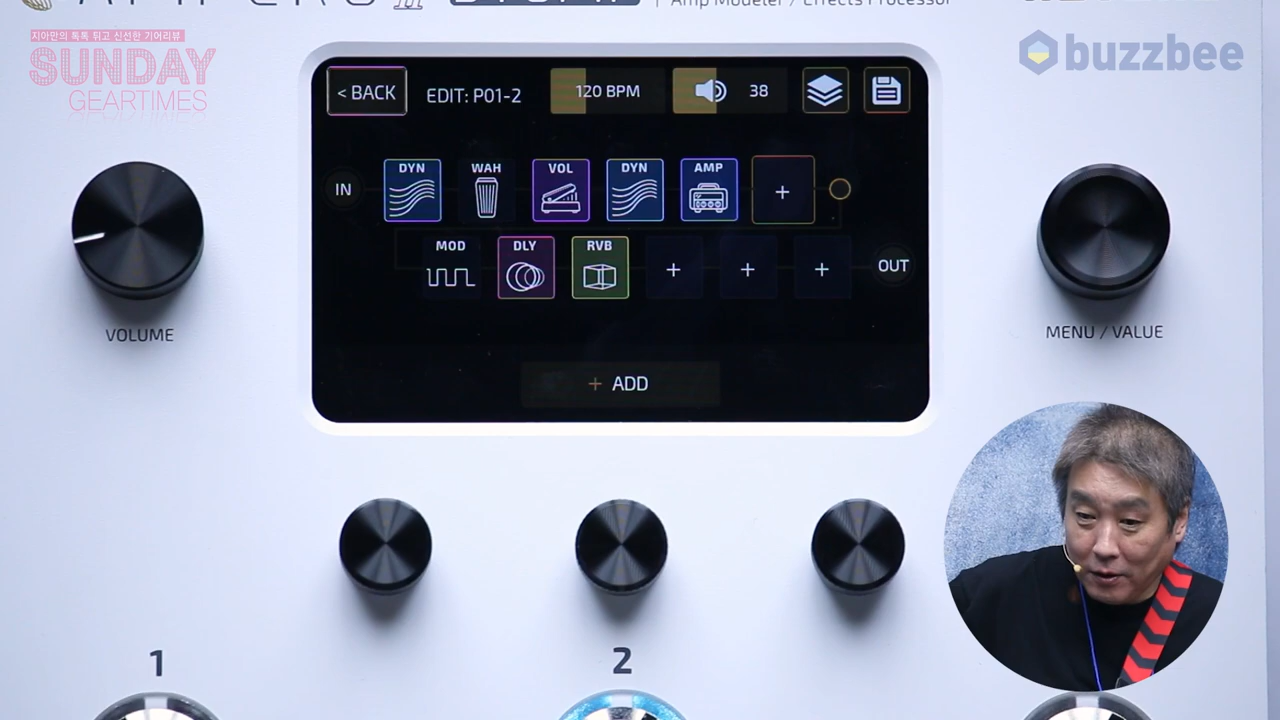 Amp Modeler / Effects Processor
지아만의 톡톡 튀고 신선한 기어리뷰
SUNDAY
GEARTIMES
buzzbee
< BACK
EDIT: P01-2
120 BPM
38
IN
DYN
WAH
VOL
DYN
AMP
+
MOD
DLY
RVB
+
+
+
OUT
+ ADD
VOLUME
MENU / VALUE
1
2